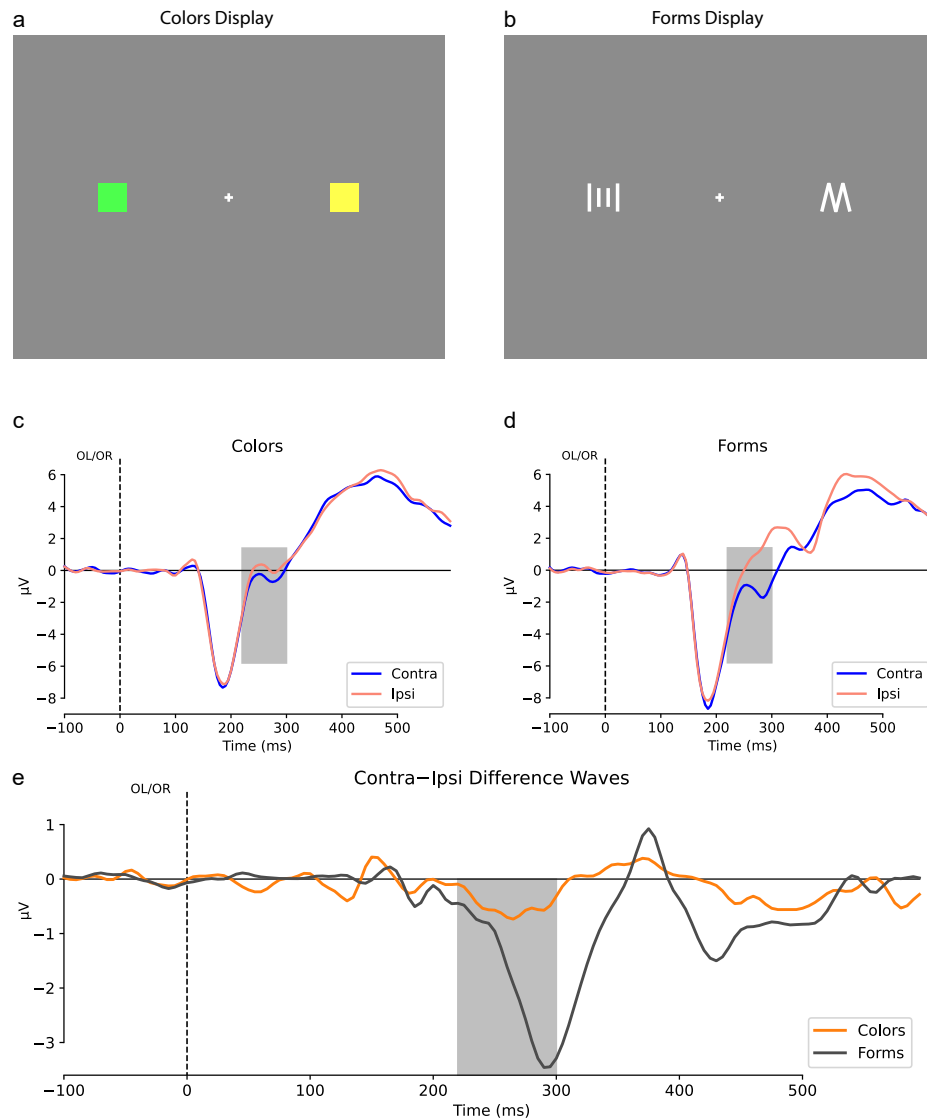 a
Colors Display
b
Forms Display
c
Colors
OL/OR
6
4
2
0
−2
−4
−6
−8
µV
Contra
Ipsi
−100 0 100 200 300 400 500
Time (ms)
d
Forms
OL/OR
6
4
2
0
−2
−4
−6
−8
µV
Contra
Ipsi
−100 0 100 200 300 400 500
Time (ms)
e
Contra−Ipsi Difference Waves
OL/OR
1
0
−1
−2
−3
µV
Colors
Forms
−100 0 100 200 300 400 500
Time (ms)